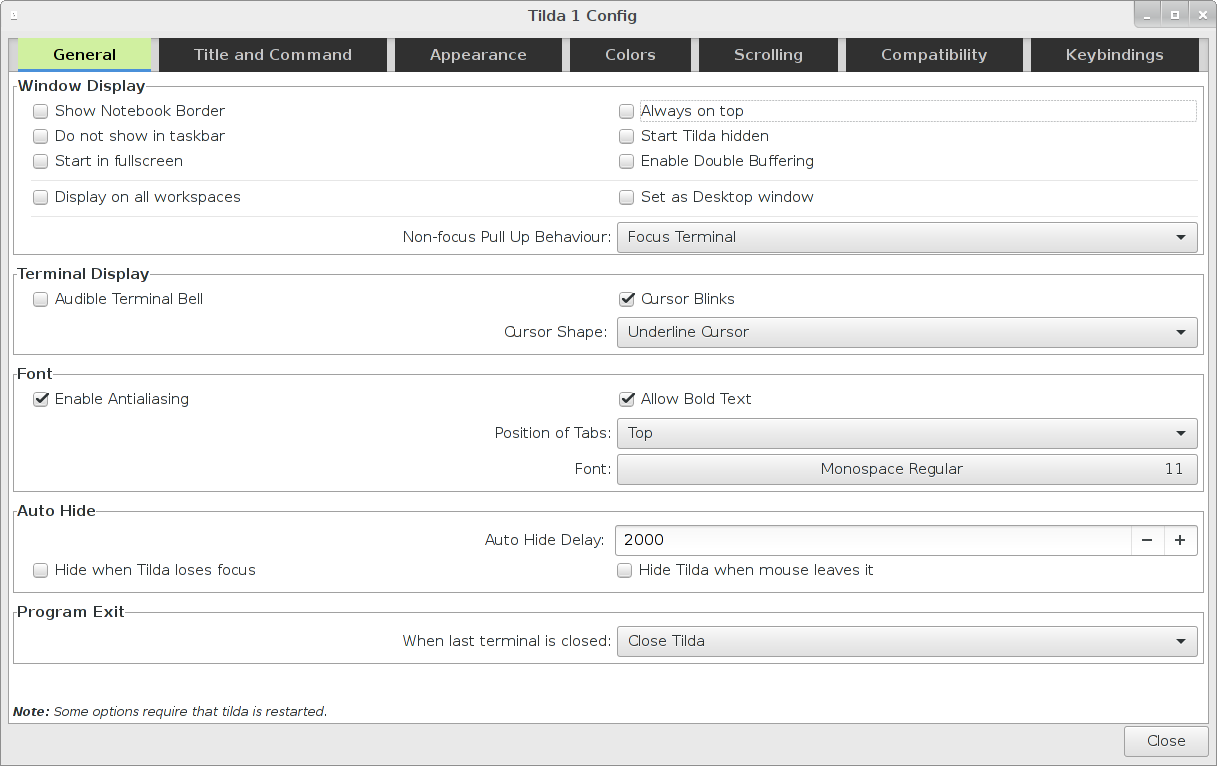 Tilda 1 Config
General Title and Command Appearance Colors Scrolling Compatibility Keybindings
Window Display
Show Notebook Border Always on top
Do not show in taskbar Start Tilda hidden
Start in fullscreen Enable Double Buffering
Display on all workspaces Set as Desktop window
Non-focus Pull Up Behaviour: Focus Terminal
Terminal Display
Audible Terminal Bell Cursor Blinks
Cursor Shape: Underline Cursor
Font
Enable Antialiasing Allow Bold Text
Position of Tabs: Top
Font: Monospace Regular 11
Auto Hide
Auto Hide Delay: 2000
Hide when Tilda loses focus Hide Tilda when mouse leaves it
Program Exit
When last terminal is closed: Close Tilda
Note: Some options require that tilda is restarted.
Close